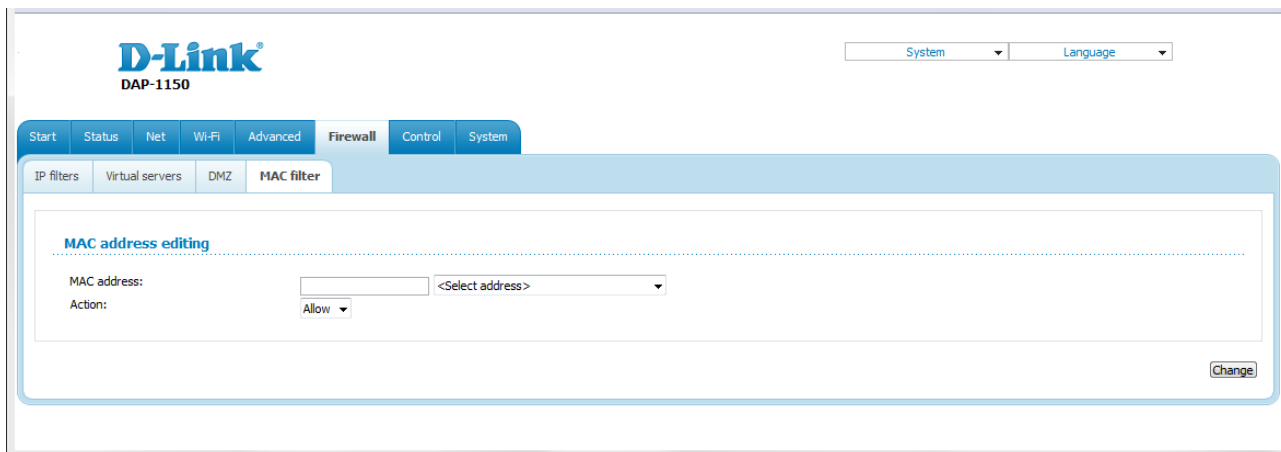 D-Link
DAP-1150
System Language
Start Status Net Wi-Fi Advanced Firewall Control System
IP filters Virtual servers DMZ MAC filter
MAC address editing
MAC address: <Select address>
Action: Allow
Change